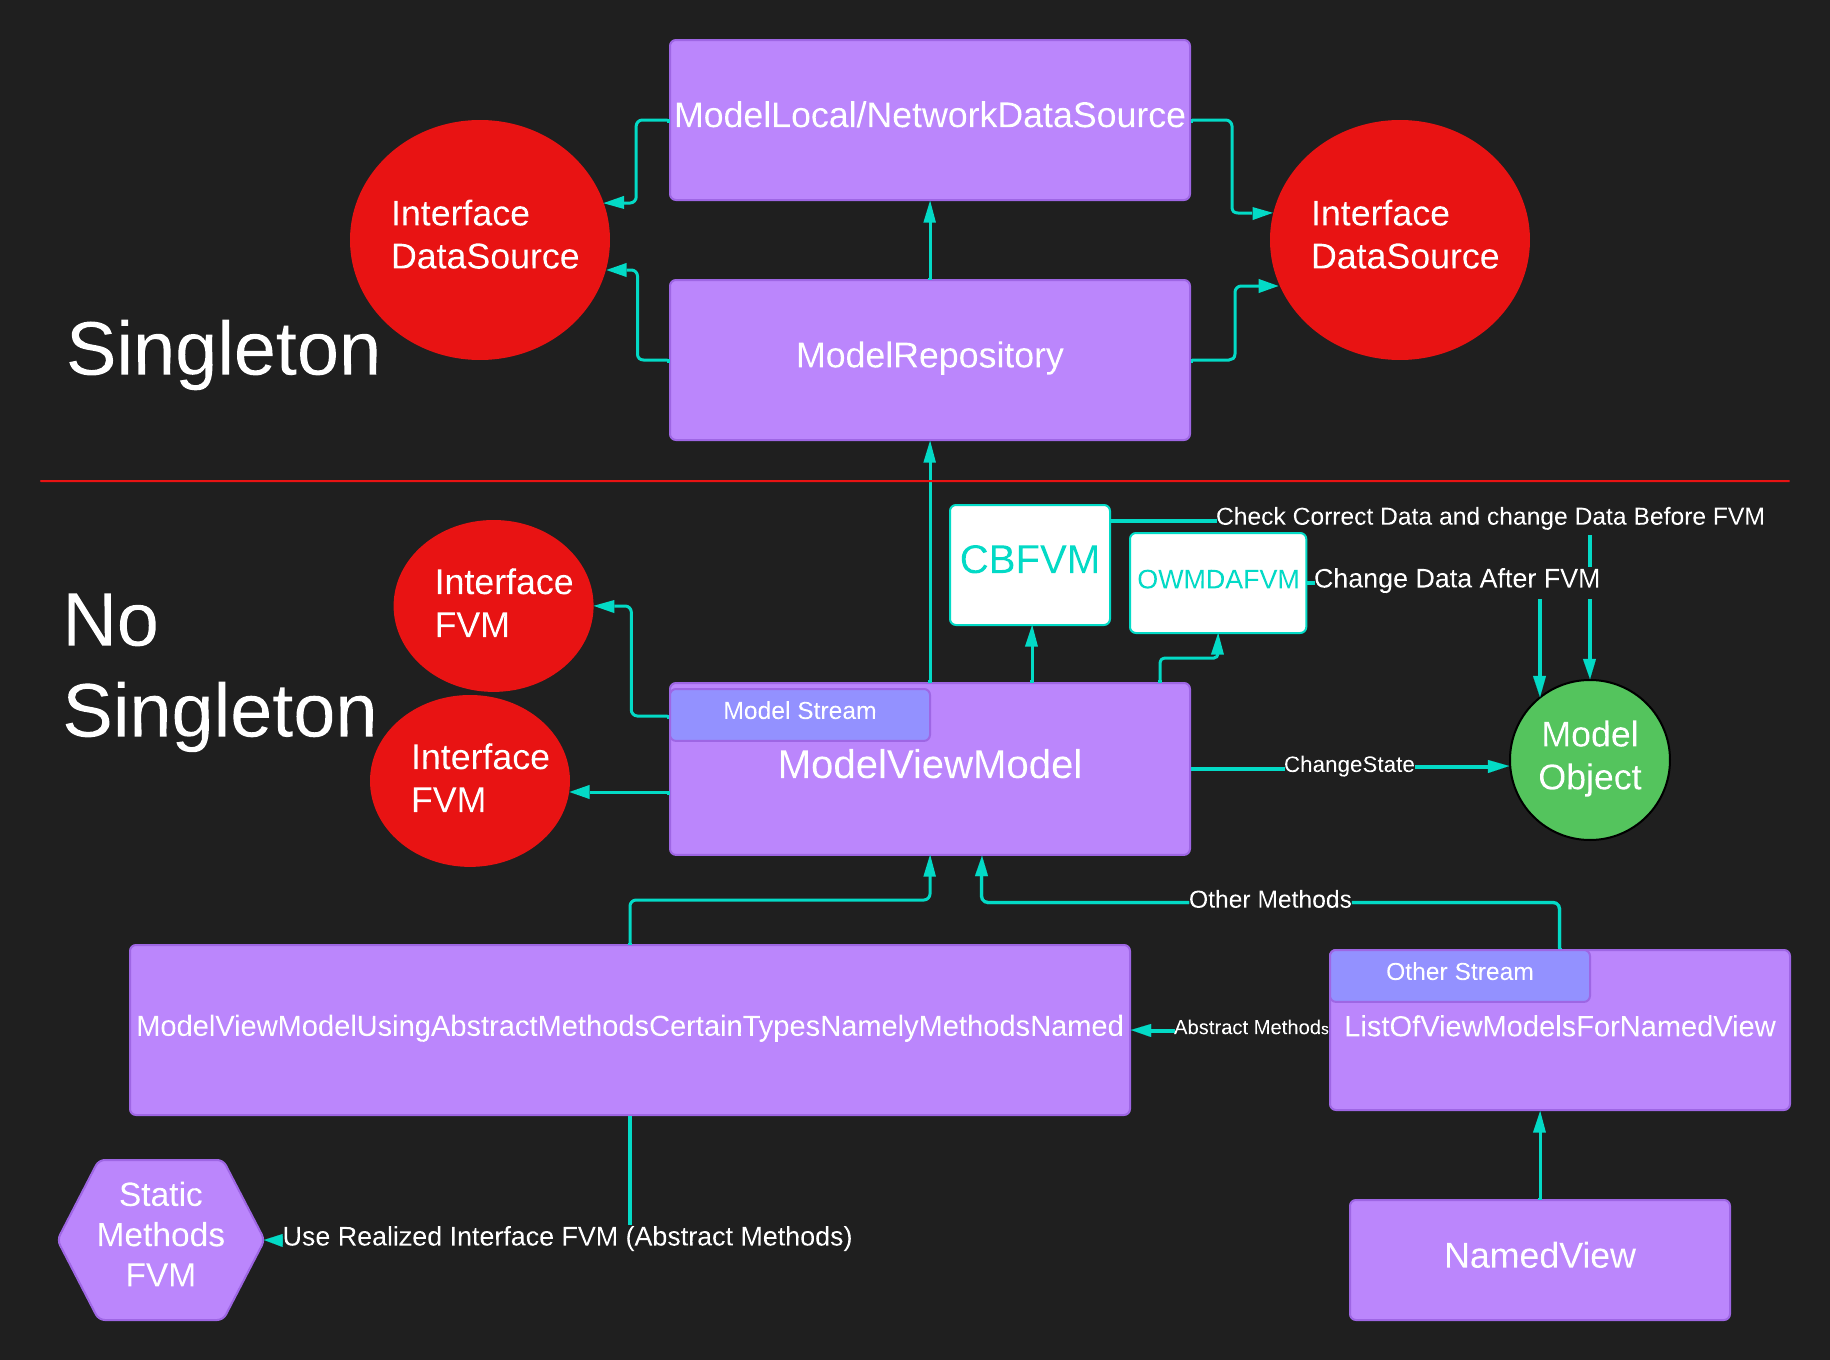 ModelLocal/NetworkDataSource
Interface
DataSource
Interface
DataSource
Singleton
ModelRepository
Check Correct Data and change Data Before FVM
CBFVM
OWMDAFVM
Change Data After FVM
Interface
FVM
No
Singleton
Model Stream
ModelViewModel
Interface
FVM
ChangeState
Model
Object
Other Methods
Other Stream
ModelViewModelUsingAbstractMethodsCertainTypesNamelyMethodsNamed
Abstract Methods
ListOfViewModelsForNamedView
Static
Methods
FVM
Use Realized Interface FVM (Abstract Methods)
NamedView